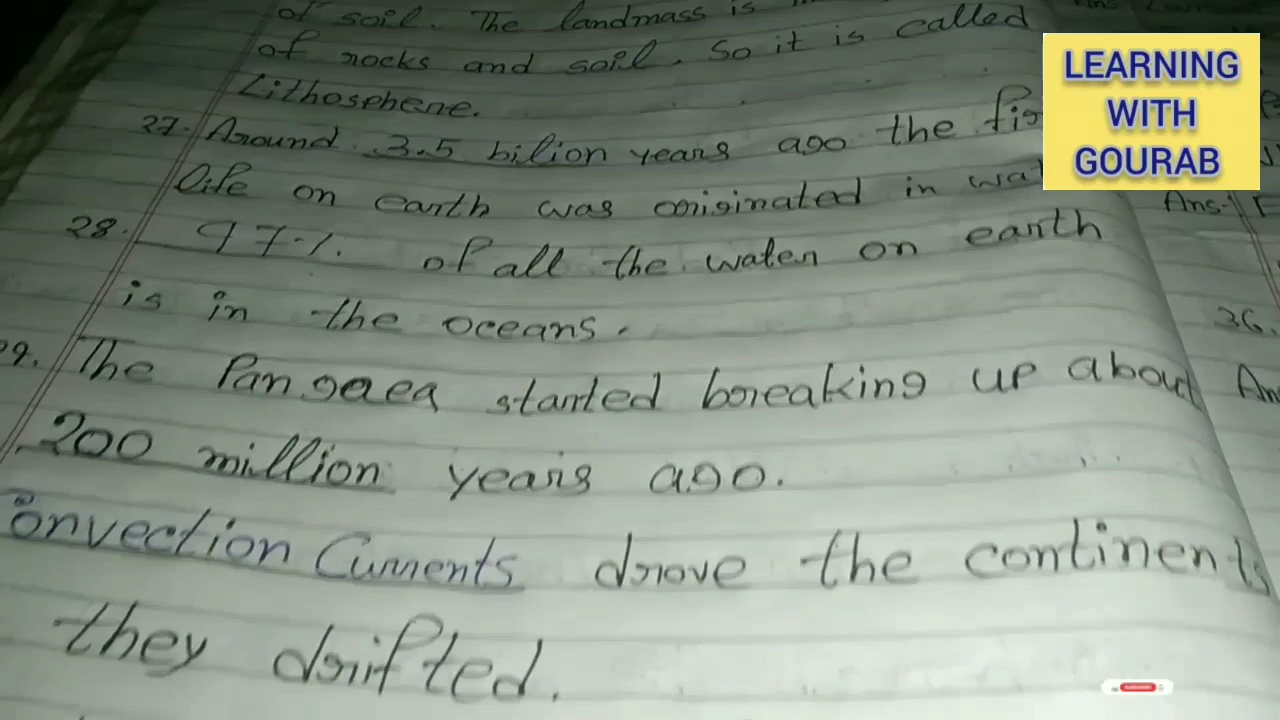 of soil. The landmass is
of rocks and soil. So it is called
Lithosphere.
27. Around 3.5 bilion years ago the
life on earth was originated in
28. 97% of all the water on earth
is in the oceans.
The Pangaea started breaking up about
200 million years ago.
Currents drove the continents
they drifted.
LEARNING
WITH
GOURAB
Ans:
36.